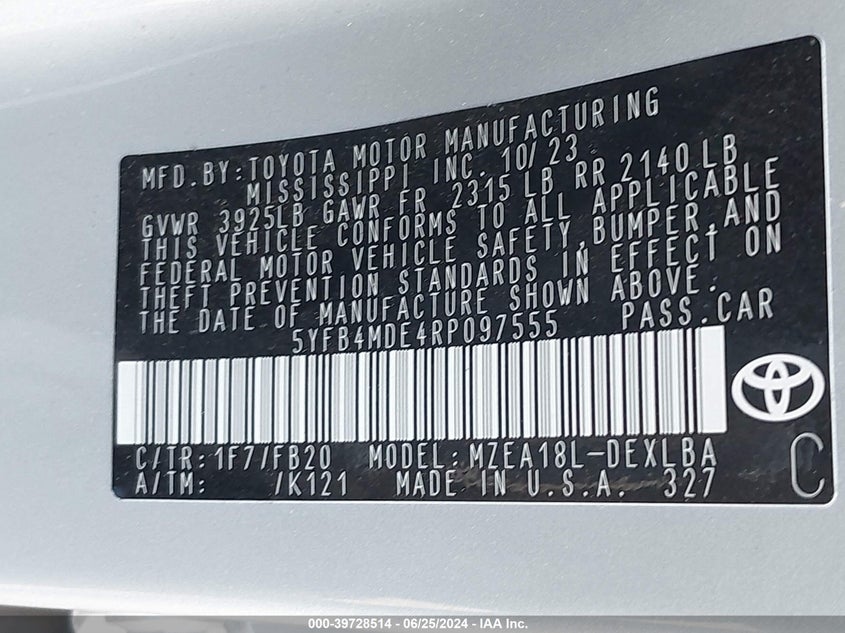 MFD.BY:TOYOTA MOTOR MANUFACTURING
MISSISSIPPI INC. 10/23
GVWR 3925LB GAWR FR 2315 LB RR 2140 LB
THIS VEHICLE CONFORMS TO ALL APPLICABLE
FEDERAL MOTOR VEHICLE SAFETY,BUMPER,AND
THEFT PREVENTION STANDARDS IN EFFECT ON
THE DATE OF MANUFACTURE SHOWN ABOVE.
5YFB4MDE4RP097555 PASS.CAR
C/TR:1F7/FB20 MODEL:MZEA18L-DEXLBA
A/TM: /K121 MADE IN U.S.A. 327
C
000-39728514 - 06/25/2024 - IAA Inc.